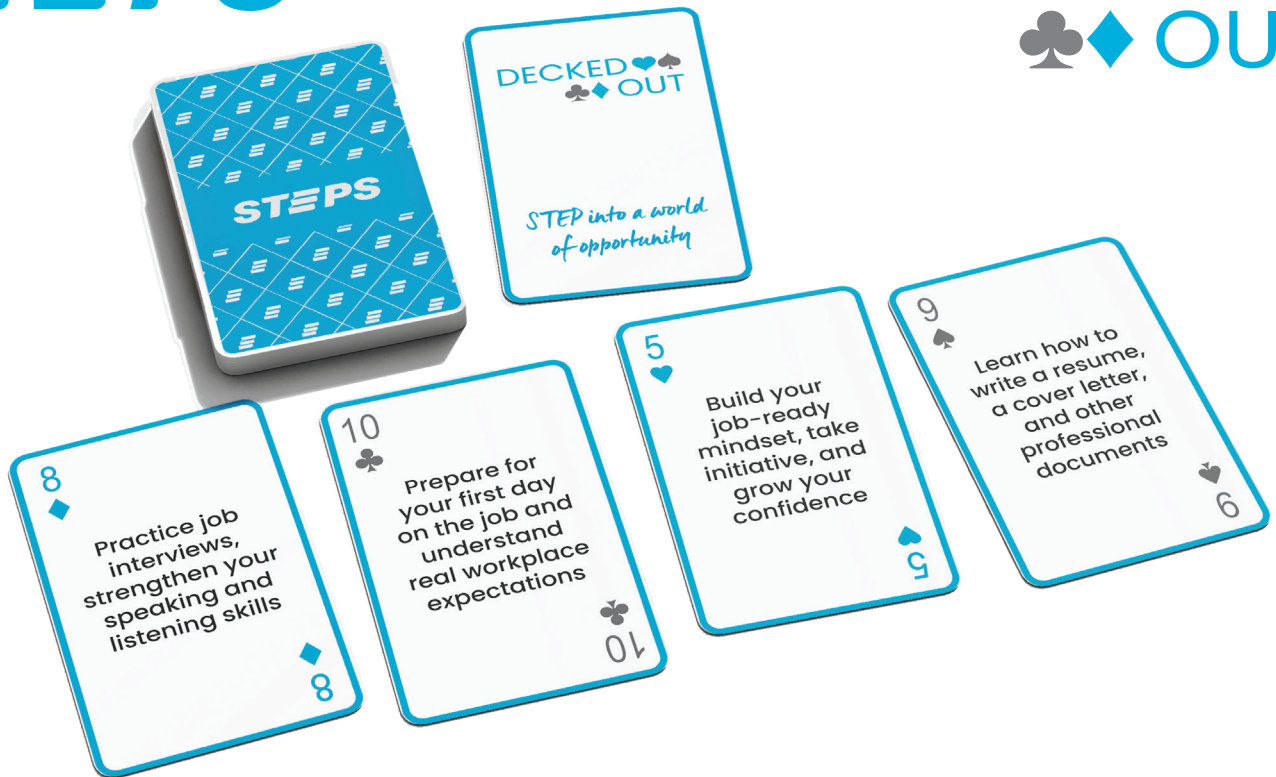 OU
DECKED
OUT
STEP into a world
of opportunity
STEPS
5
Build your
job-ready
mindset, take
initiative, and
grow your
confidence
5
9
Learn how to
write a resume,
a cover letter,
and other
professional
documents
9
8
Practice job
interviews,
strengthen your
speaking and
listening skills
8
10
Prepare for
your first day
on the job and
understand
real workplace
expectations
10